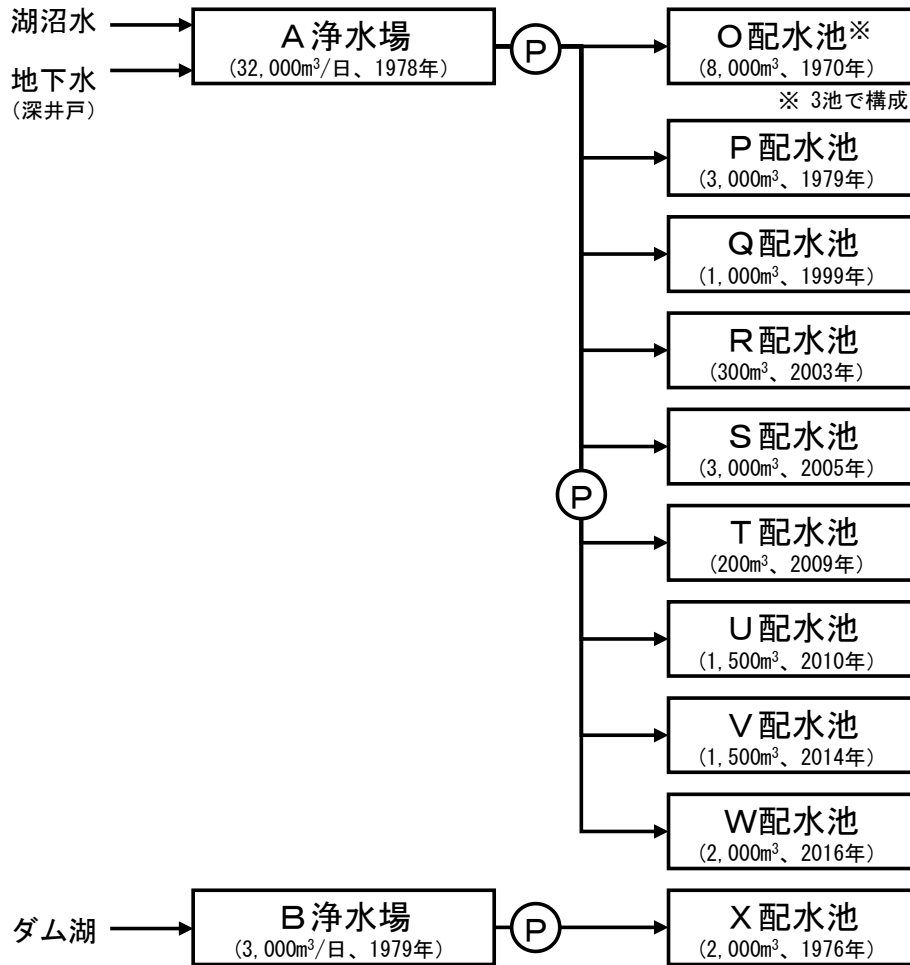 湖沼水
地下水
(深井戸)
A浄水場
(32,000m³/日、1978年)
P
O配水池※
(8,000m³、1970年)
※ 3池で構成
P配水池
(3,000m³、1979年)
Q配水池
(1,000m³、1999年)
R配水池
(300m³、2003年)
S配水池
(3,000m³、2005年)
P
T配水池
(200m³、2009年)
U配水池
(1,500m³、2010年)
V配水池
(1,500m³、2014年)
W配水池
(2,000m³、2016年)
ダム湖
B浄水場
(3,000m³/日、1979年)
P
X配水池
(2,000m³、1976年)